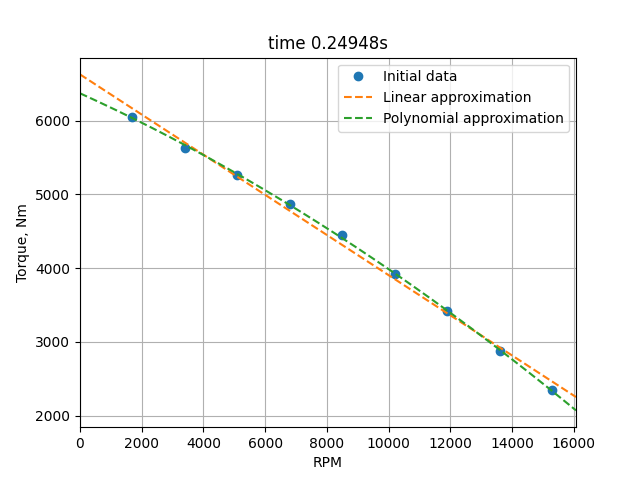 time 0.24948s
Initial data
Linear approximation
Polynomial approximation
Torque, Nm
6000
5000
4000
3000
2000
0 2000 4000 6000 8000 10000 12000 14000 16000
RPM